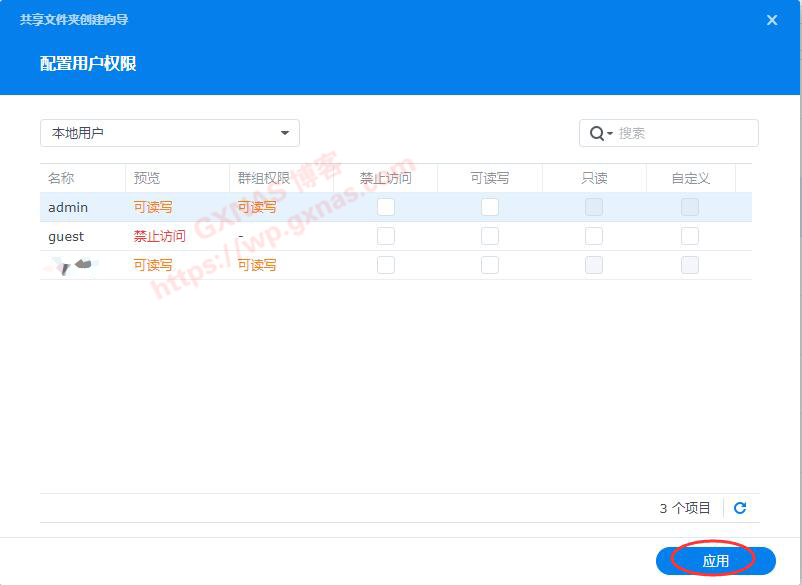 共享文件夹创建向导
配置用户权限
本地用户
搜索
名称 预览 群组权限 禁止访问 可读写 只读 自定义
admin 可读写 可读写
guest 禁止访问 -
可读写 可读写
GXNAS 博客
https://wp.gxnas.com
3 个项目
应用